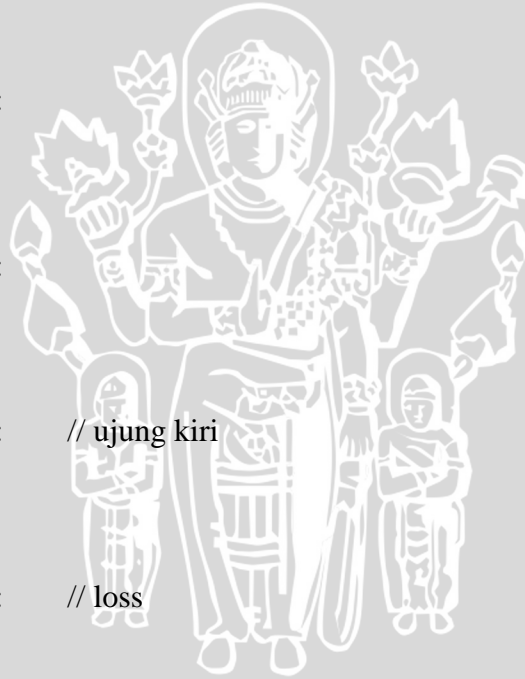 :
:
: // ujung kiri
: // loss